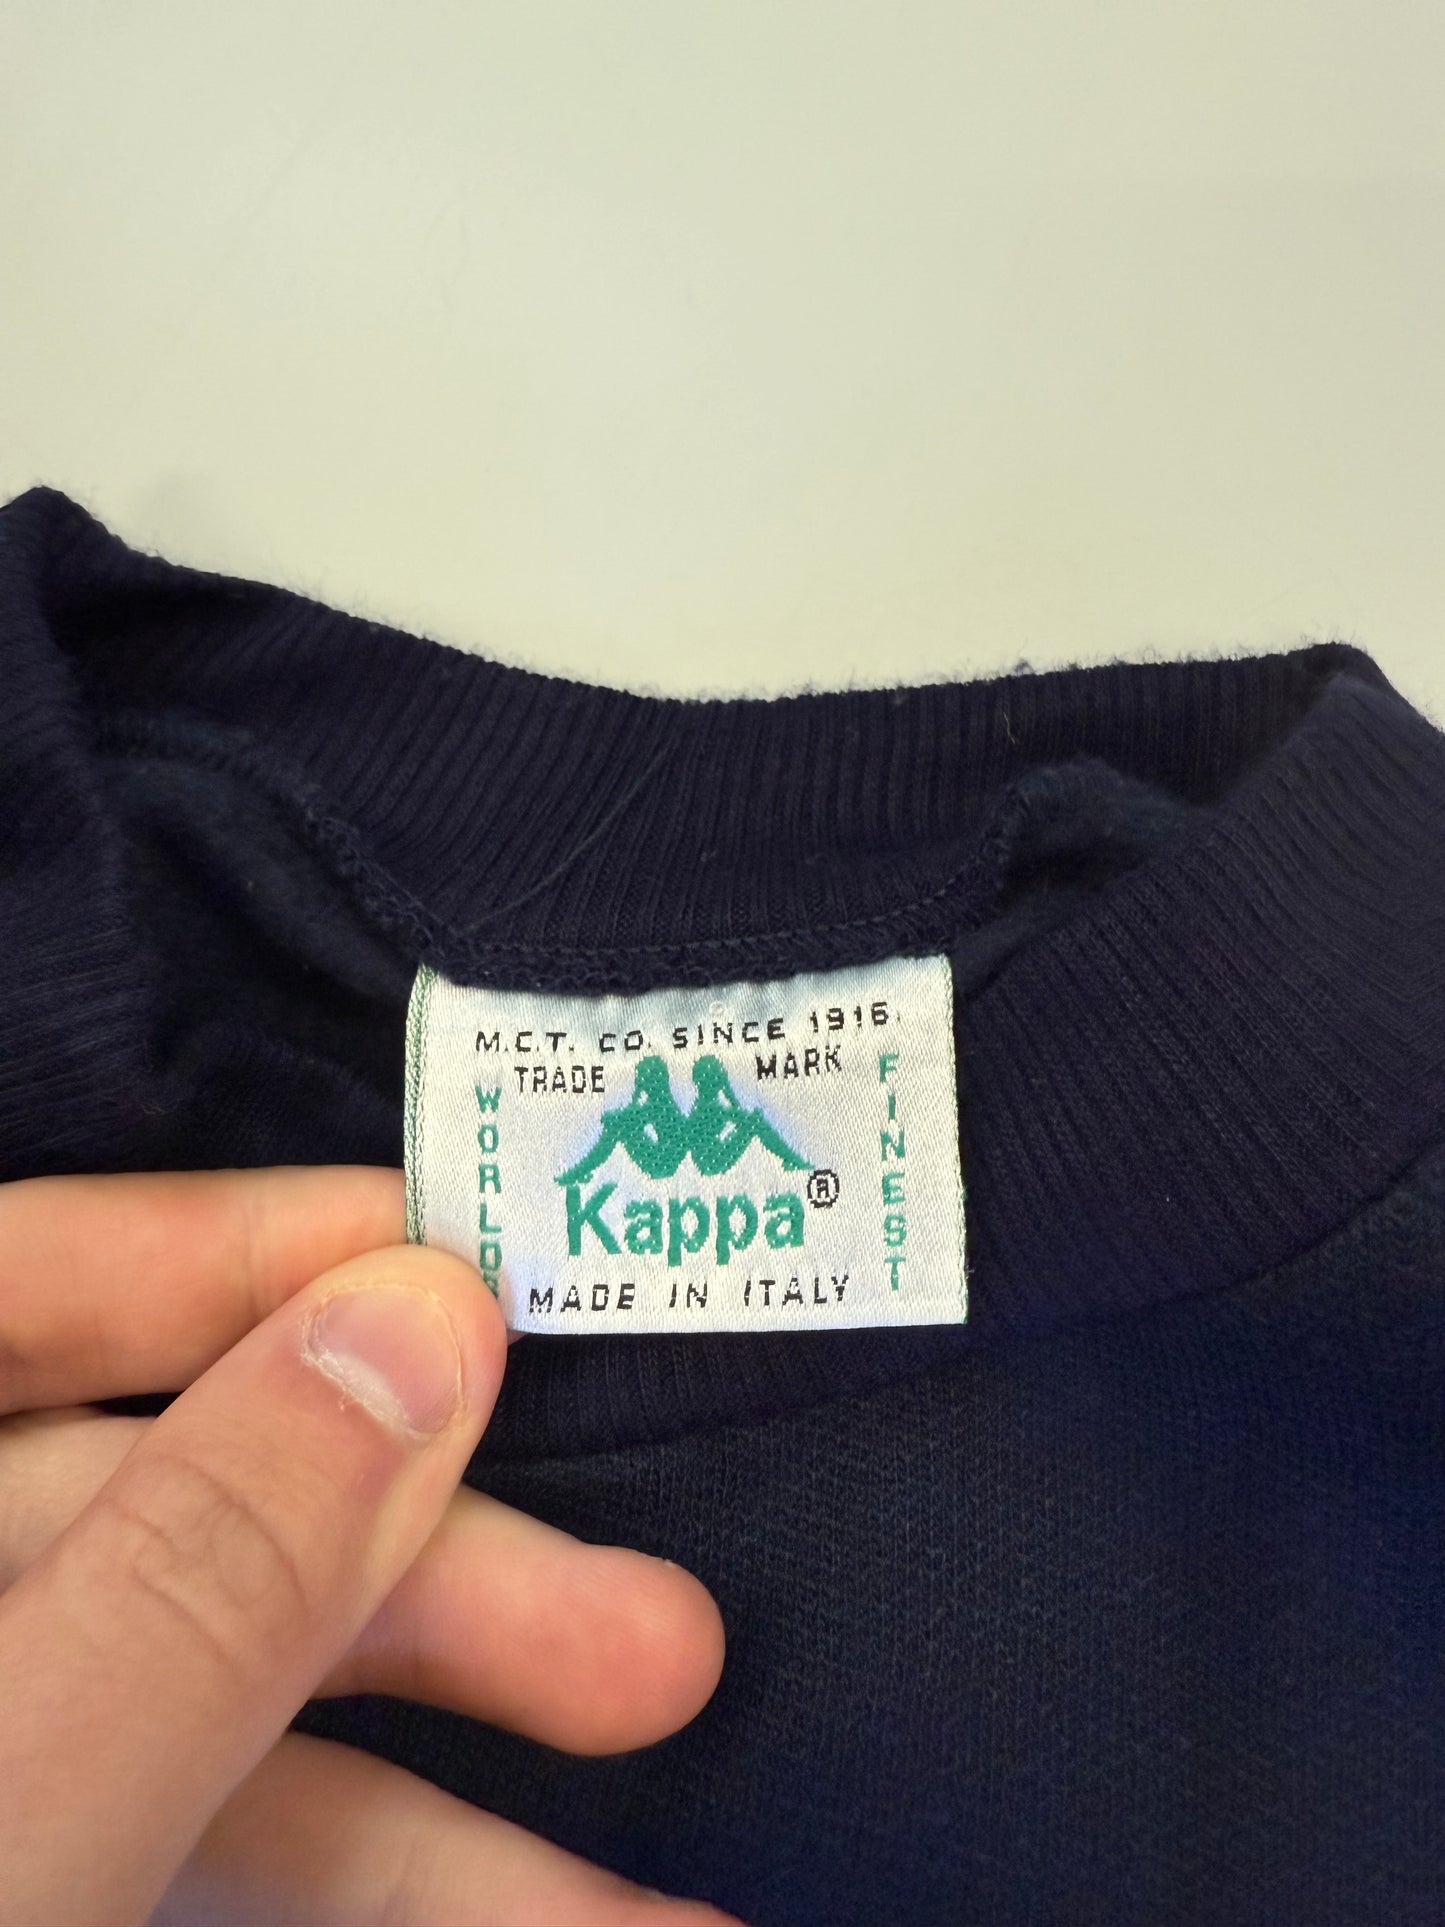 M.C.T. CO. SINCE 1916.
TRADE MARK
WORLDS
FINEST
Kappa®
MADE IN ITALY